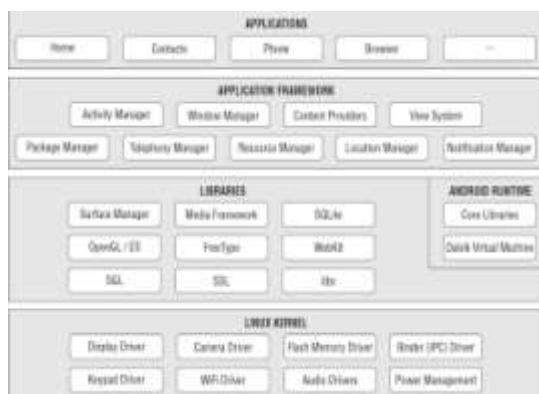 APPLICATIONS
Home Contacts Phone Browser ...
APPLICATION FRAMEWORK
Activity Manager Window Manager Content Providers View System
Package Manager Telephony Manager Resource Manager Location Manager Notification Manager
LIBRARIES ANDROID RUNTIME
Surface Manager Media Framework SQLite Core Libraries
OpenGL / ES FreeType WebKit Dalvik Virtual Machine
SGL SSL libc
LINUX KERNEL
Display Driver Camera Driver Flash Memory Driver Binder (IPC) Driver
Keypad Driver WiFi Driver Audio Drivers Power Management